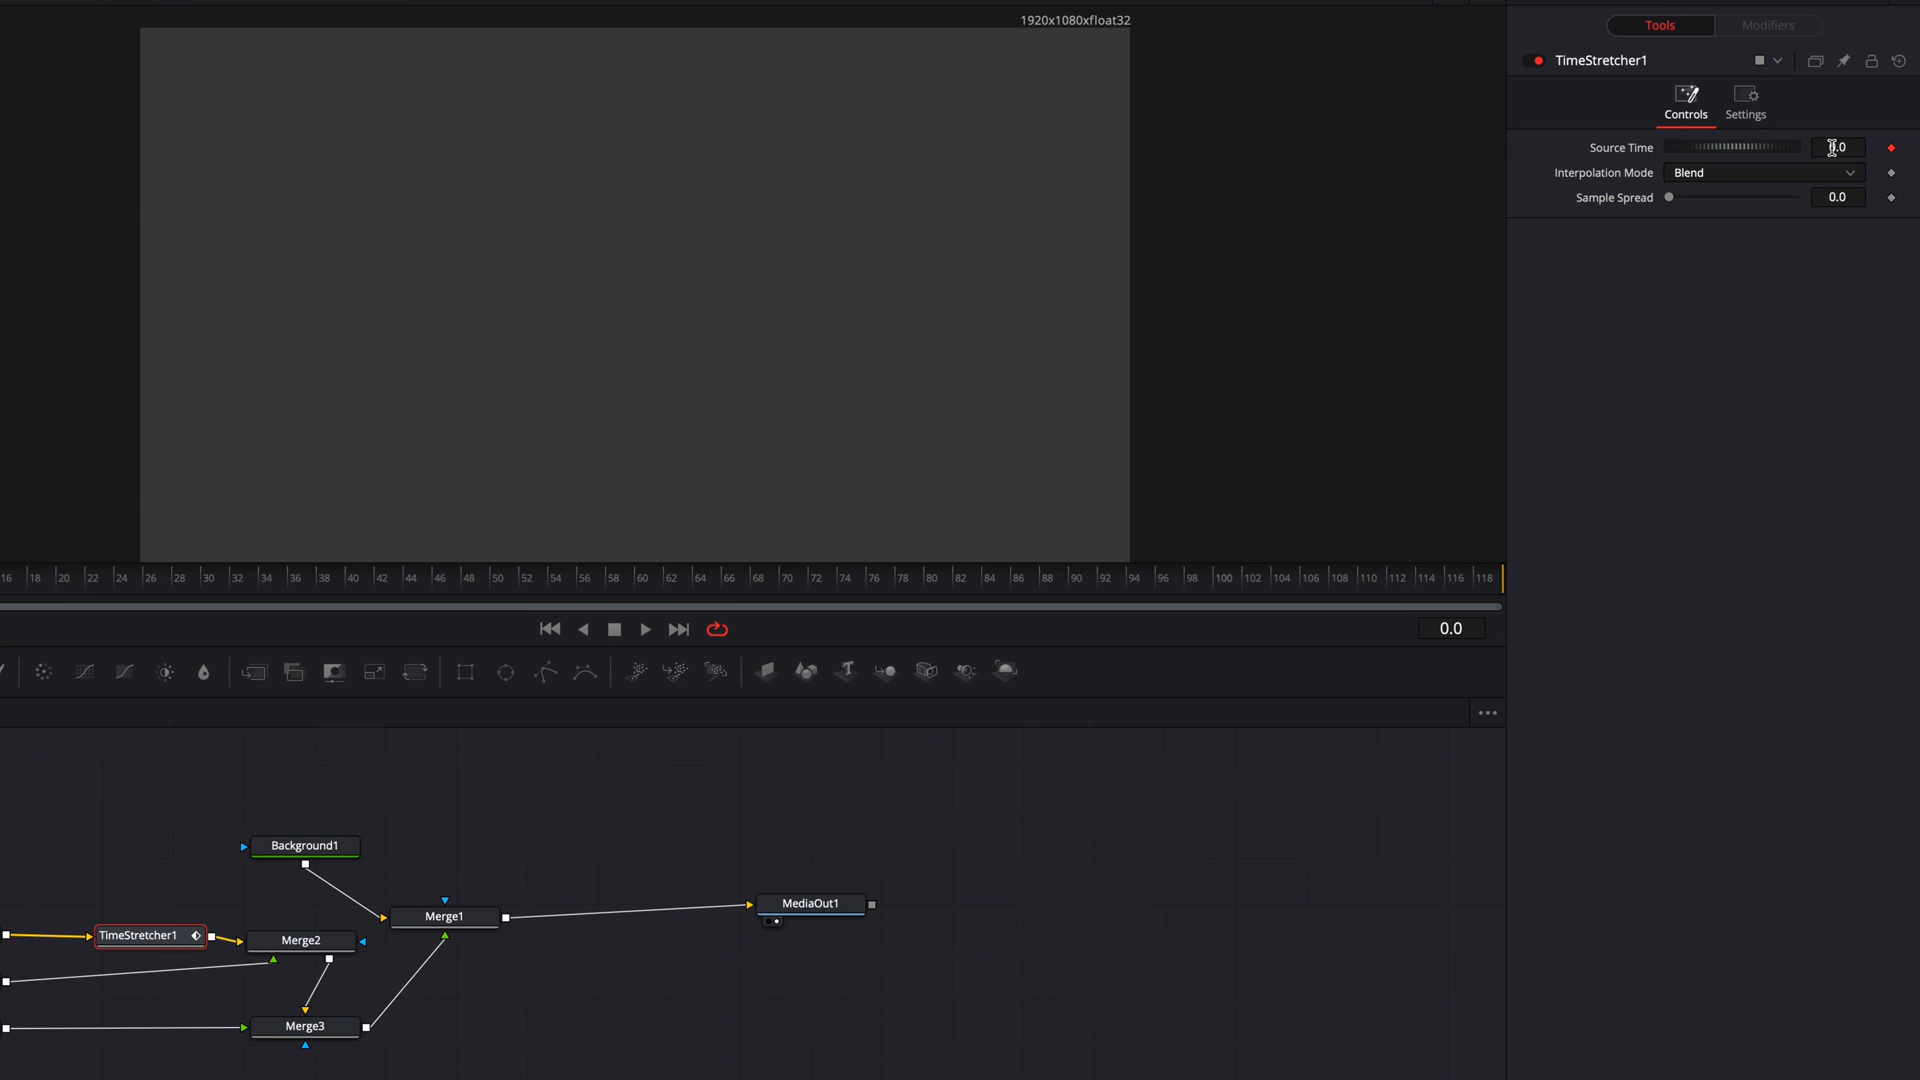 1920x1080xfloat32
Tools Modifiers
TimeStretcher1
Controls Settings
Source Time 0.0
Interpolation Mode Blend
Sample Spread 0.0
16 18 20 22 24 26 28 30 32 34 36 38 40 42 44 46 48 50 52 54 56 58 60 62 64 66 68 70 72 74 76 78 80 82 84 86 88 90 92 94 96 98 100 102 104 106 108 110 112 114 116 118
0.0
Background1
MediaOut1
Merge1
TimeStretcher1
Merge2
Merge3